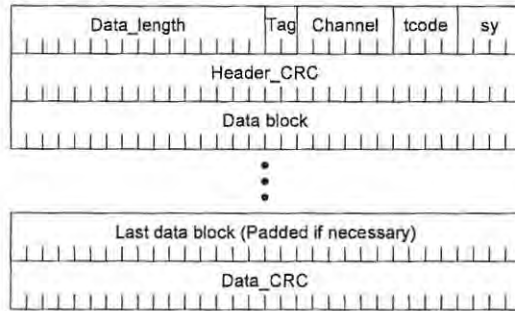 Data_length Tag Channel tcode sy
Header_CRC
Data block
Last data block (Padded if necessary)
Data_CRC